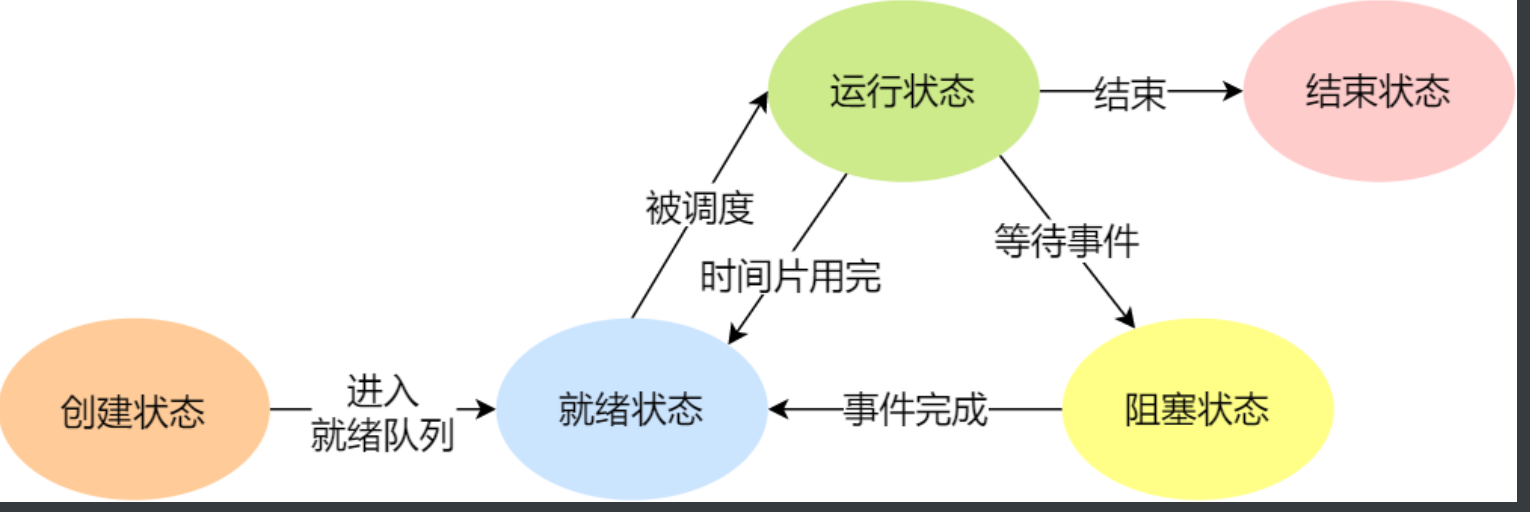 运行状态
结束
结束状态
被调度
等待事件
时间片用完
创建状态
进入
就绪队列
就绪状态
事件完成
阻塞状态